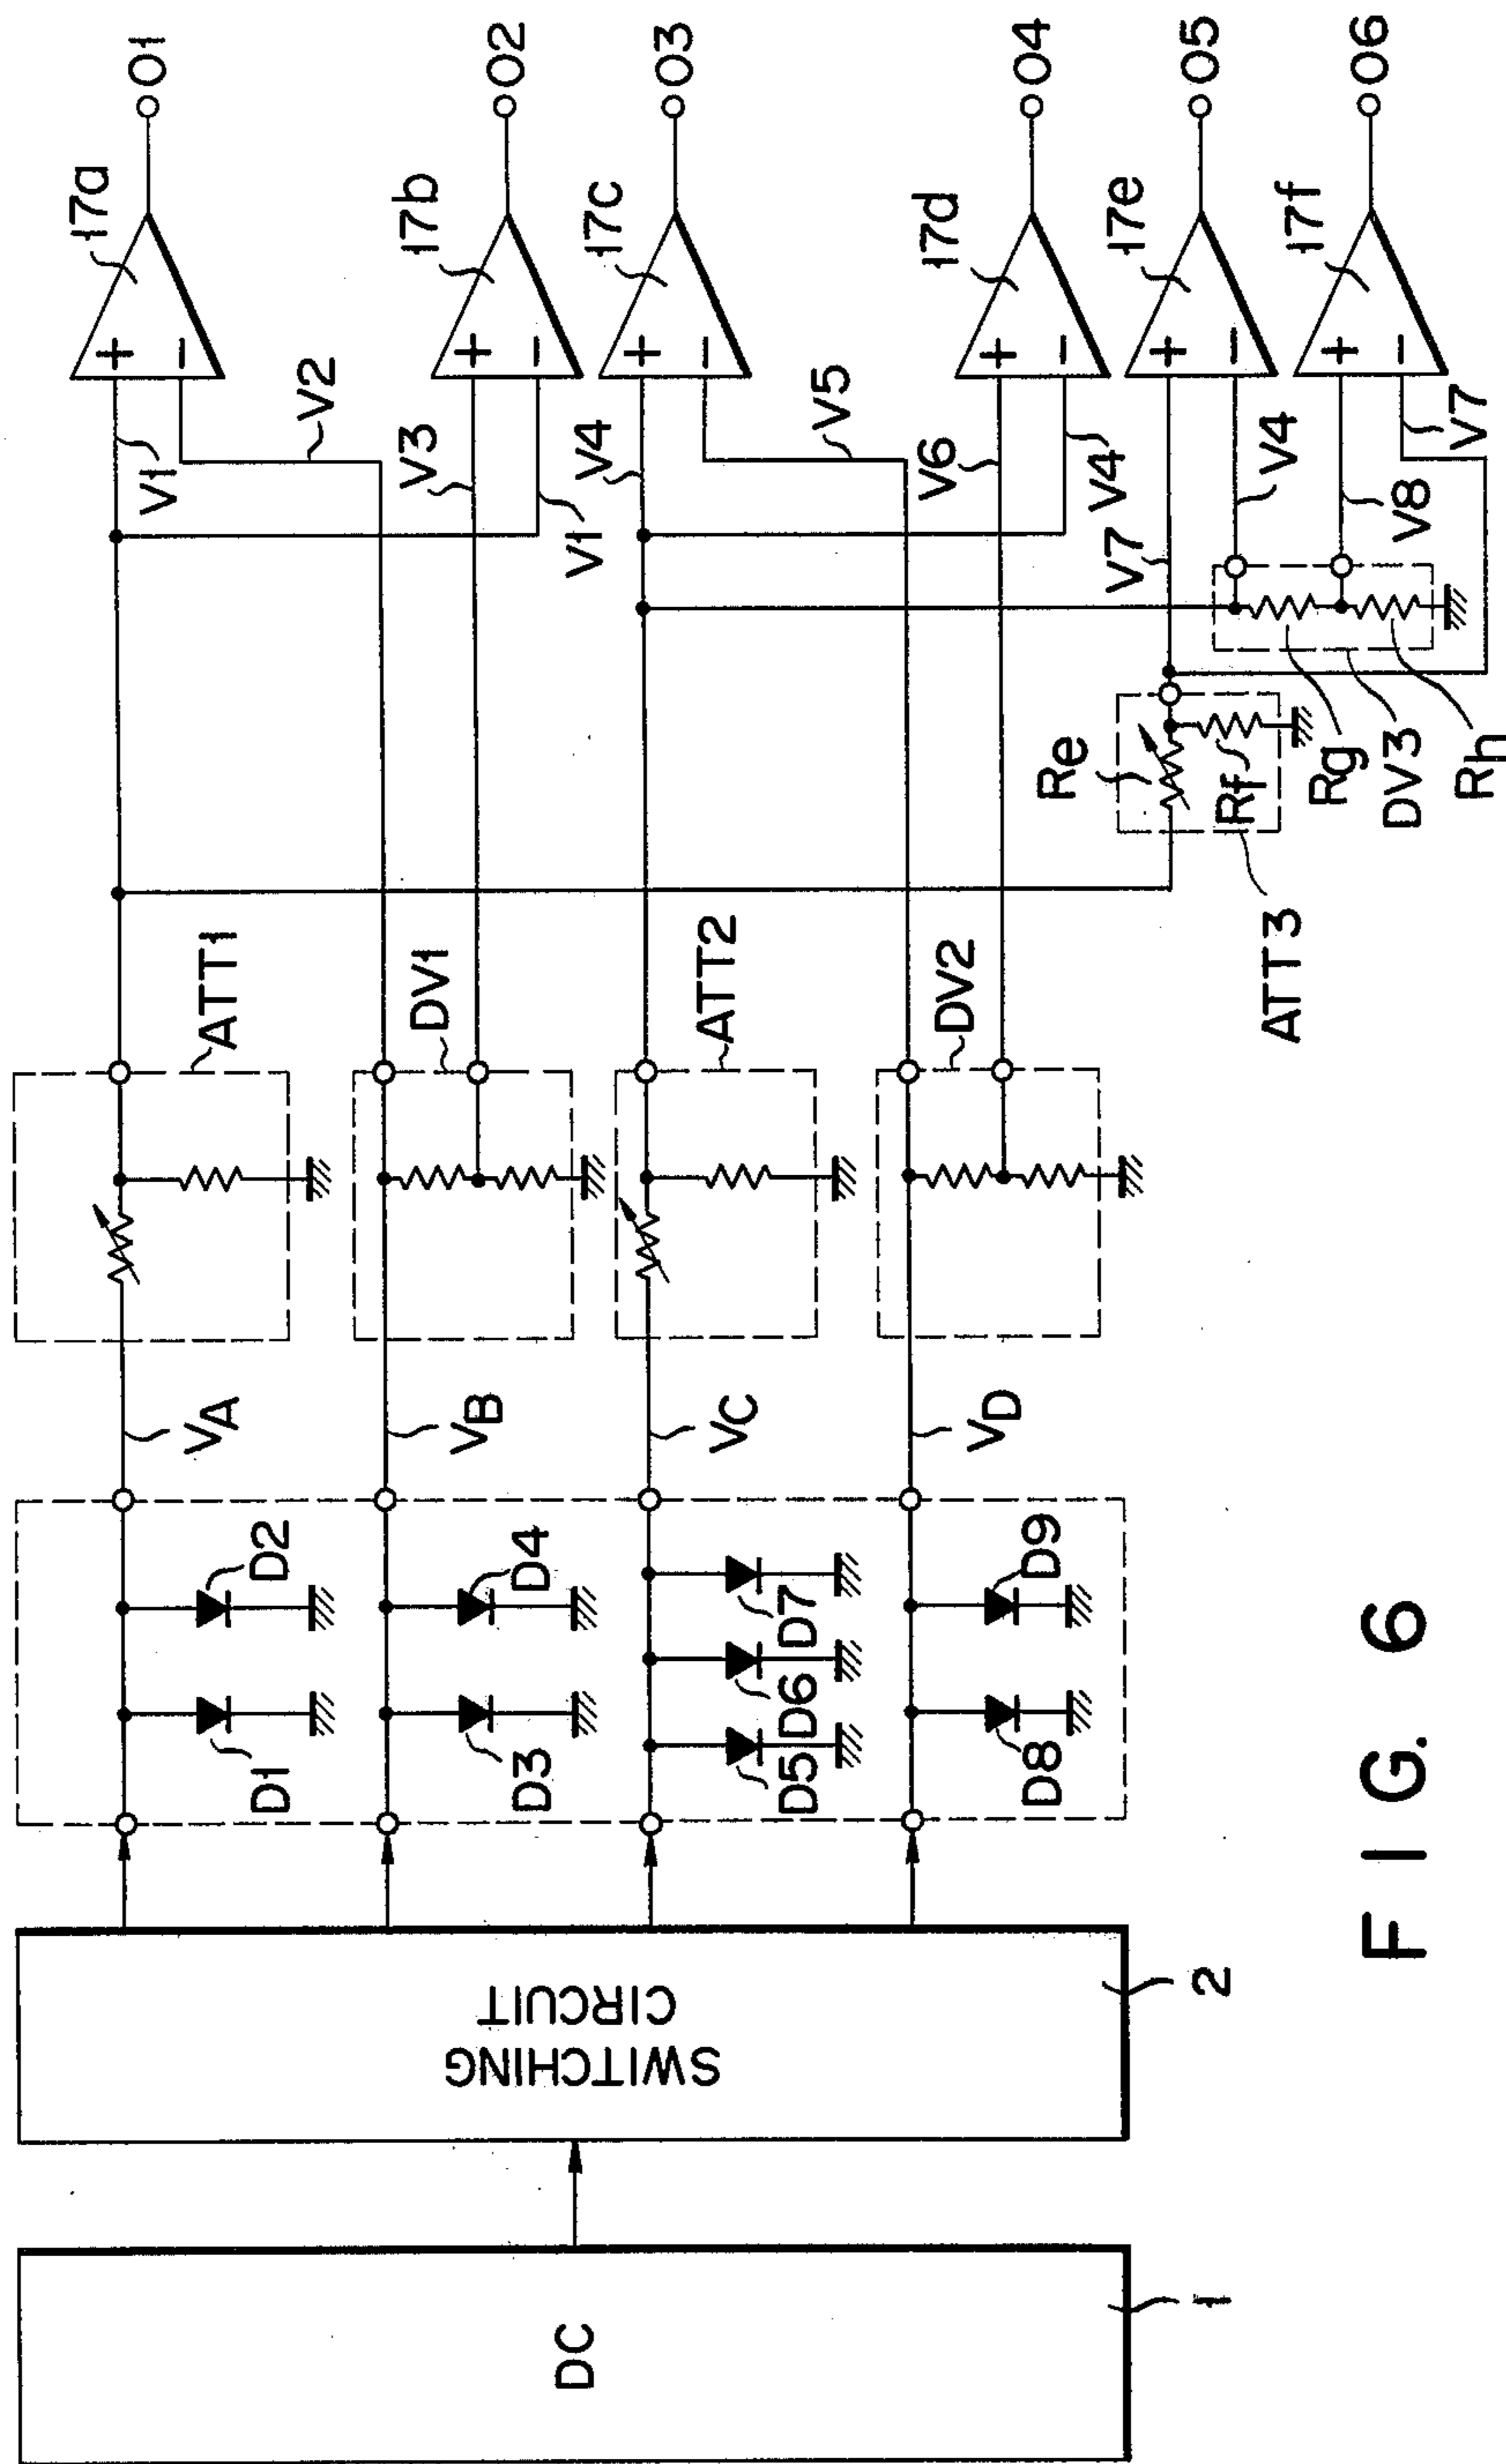 DC
1
SWITCHING
CIRCUIT
2
D1
D2
D3
D4
D5
D6
D7
D8
D9
VA
VB
VC
VD
ATT1
DV1
ATT2
DV2
ATT3
Re
Rf
Rg
DV3
Rh
V1
V2
V3
V1
V4
V5
V6
V4
V7
V4
V8
V7
+
-
+
-
+
-
+
-
+
-
+
-
17a
17b
17c
17d
17e
17f
01
02
03
04
05
06
FIG. 6